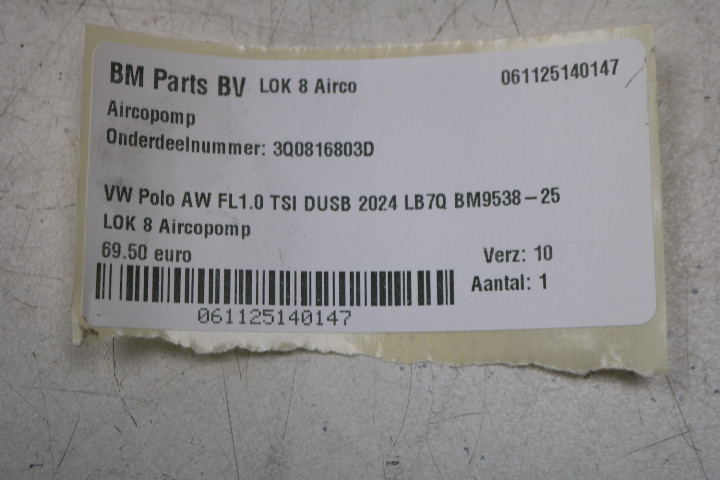 BM Parts BV LOK 8 Airco 061125140147
Aircopomp
Onderdeelnummer: 3Q0816803D
VW Polo AW FL1.0 TSI DUSB 2024 LB7Q BM9538-25
LOK 8 Aircopomp
69.50 euro Verz: 10
Aantal: 1
061125140147